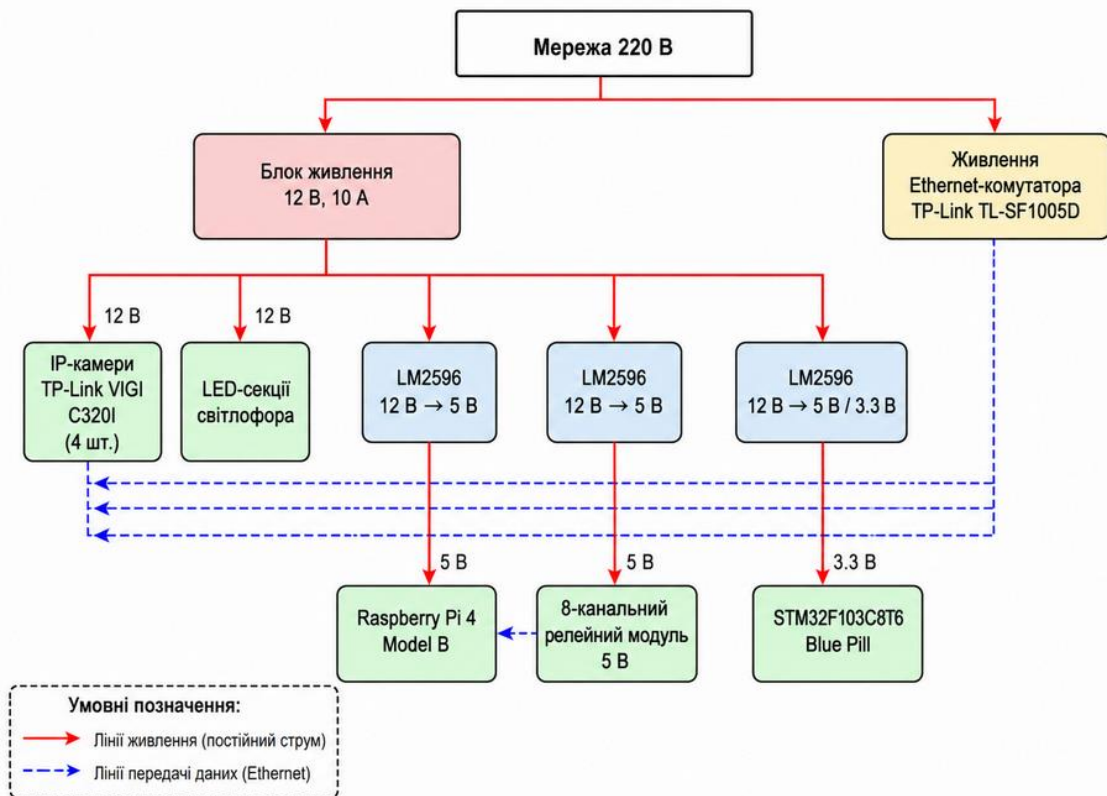 Мережа 220 В
Блок живлення
12 В, 10 А
Живлення
Ethernet-комутатора
TP-Link TL-SF1005D
12 В
12 В
IP-камери
TP-Link VIGI
C320I
(4 шт.)
LED-секції
світлофора
LM2596
12 В → 5 В
LM2596
12 В → 5 В
LM2596
12 В → 5 В / 3.3 В
5 В
5 В
3.3 В
Raspberry Pi 4
Model B
8-канальний
релейний модуль
5 В
STM32F103C8T6
Blue Pill
Умовні позначення:
Лінії живлення (постійний струм)
Лінії передачі даних (Ethernet)